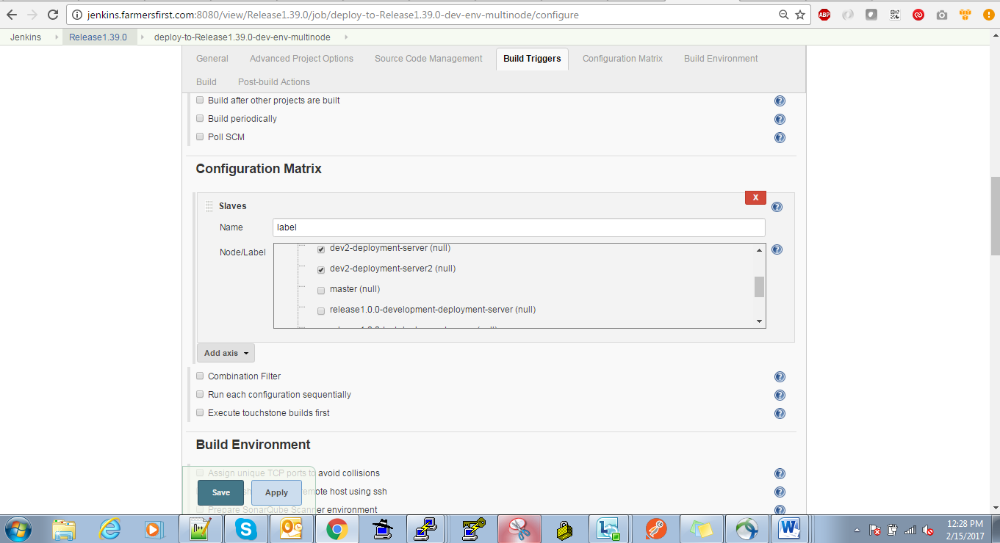 jenkins.farmersfirst.com:8080/view/Release1.39.0/job/deploy-to-Release1.39.0-dev-env-multinode/configure
ABP
Jenkins Release1.39.0 deploy-to-Release1.39.0-dev-env-multinode
General Advanced Project Options Source Code Management Build Triggers Configuration Matrix Build Environment
Build Post-build Actions
Build after other projects are built
Build periodically
Poll SCM
Configuration Matrix
X
Slaves
Name label
Node/Label
dev2-deployment-server (null)
dev2-deployment-server2 (null)
master (null)
release1.0.0-development-deployment-server (null)
Add axis
Combination Filter
Run each configuration sequentially
Execute touchstone builds first
Build Environment
Assign unique TCP ports to avoid collisions
remote host using ssh
Prepare SonarQube Scanner environment
Save Apply
12:28 PM
2/15/2017